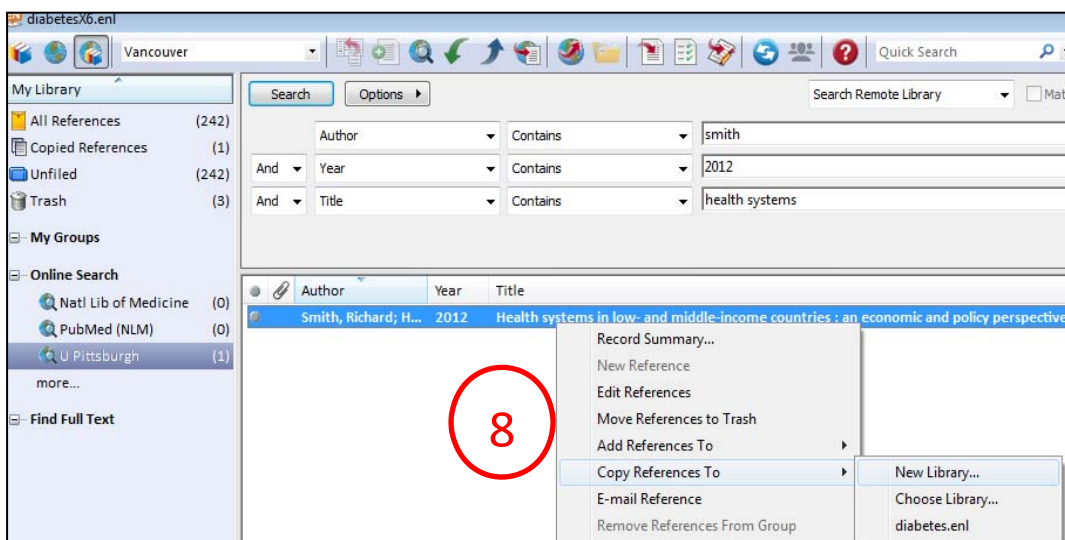 diabetesX6.enl
Vancouver
Quick Search
My Library
Search
Options
Search Remote Library
Mat
All References (242)
Copied References (1)
Unfiled (242)
Trash (3)
My Groups
Online Search
Natl Lib of Medicine (0)
PubMed (NLM) (0)
U Pittsburgh (1)
more...
Find Full Text
Author Contains smith
And Year Contains 2012
And Title Contains health systems
Author Year Title
Smith, Richard; H... 2012 Health systems in low- and middle-income countries : an economic and policy perspective
8
Record Summary...
New Reference
Edit References
Move References to Trash
Add References To
Copy References To
E-mail Reference
Remove References From Group
New Library...
Choose Library...
diabetes.enl